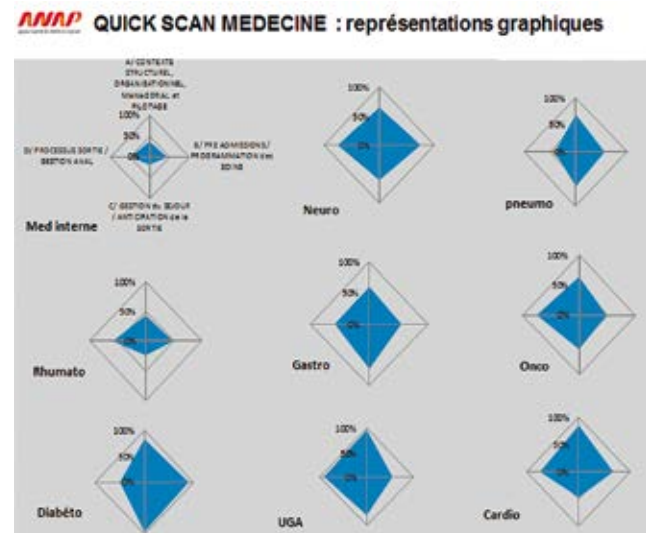 ANAP QUICK SCAN MEDECINE : représentations graphiques
A/ CONTEXTE
STRUCTUREL,
ORGANISATIONNEL,
MANAGERIAL et
PILOTAGE
100%
50%
0%
D/ PROCESSUS SORTIE /
GESTION AVAL
B/ PRE ADMISSIONS/
PROGRAMMATION des
SOINS
C/ GESTION du SEJOUR
/ ANTICIPATION de la
SORTIE
Med interne
100%
50%
0%
Neuro
100%
50%
0%
pneumo
100%
50%
0%
Rhumato
100%
50%
0%
Gastro
100%
50%
0%
Onco
100%
50%
0%
Diabéto
100%
50%
0%
UGA
100%
50%
0%
Cardio